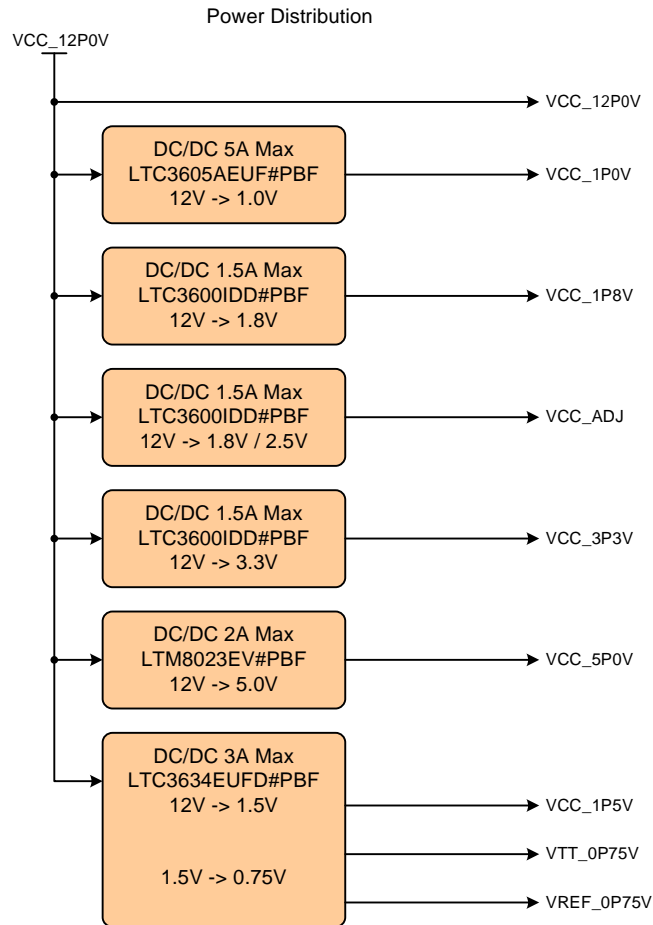 Power Distribution
VCC_12P0V
VCC_12P0V
DC/DC 5A Max
LTC3605AEUF#PBF
12V -> 1.0V
VCC_1P0V
DC/DC 1.5A Max
LTC3600IDD#PBF
12V -> 1.8V
VCC_1P8V
DC/DC 1.5A Max
LTC3600IDD#PBF
12V -> 1.8V / 2.5V
VCC_ADJ
DC/DC 1.5A Max
LTC3600IDD#PBF
12V -> 3.3V
VCC_3P3V
DC/DC 2A Max
LTM8023EV#PBF
12V -> 5.0V
VCC_5P0V
DC/DC 3A Max
LTC3634EUFD#PBF
12V -> 1.5V
VCC_1P5V
VTT_0P75V
1.5V -> 0.75V
VREF_0P75V